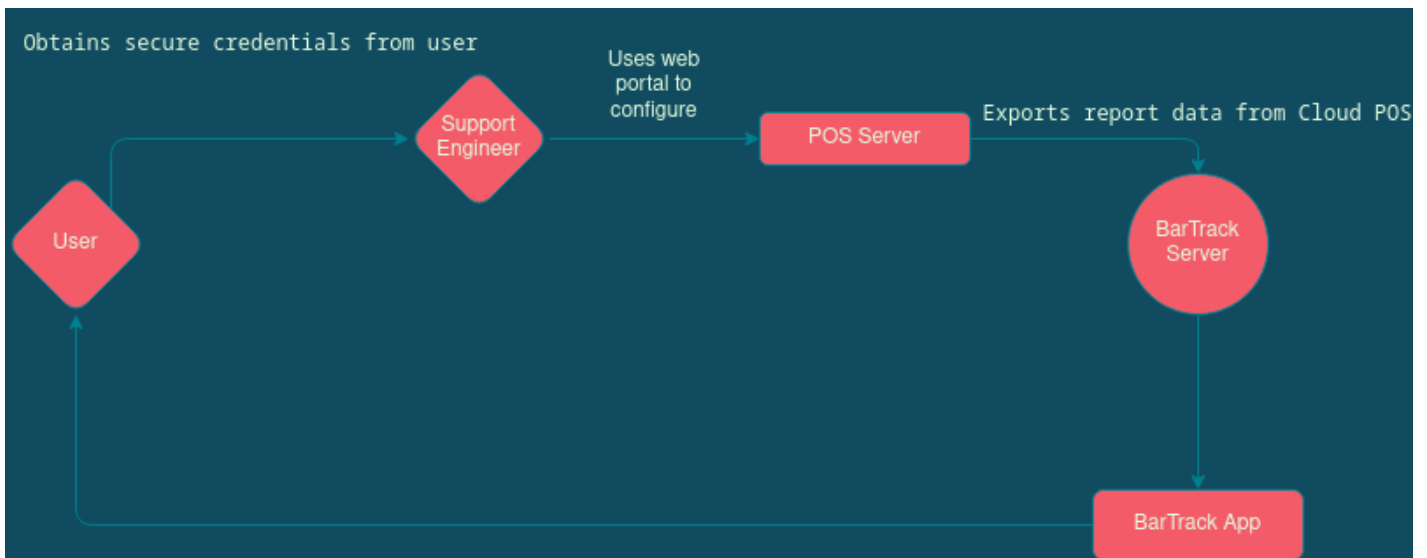 Obtains secure credentials from user
Uses web
portal to
configure
Support
Engineer
POS Server
Exports report data from Cloud POS
User
BarTrack
Server
BarTrack App